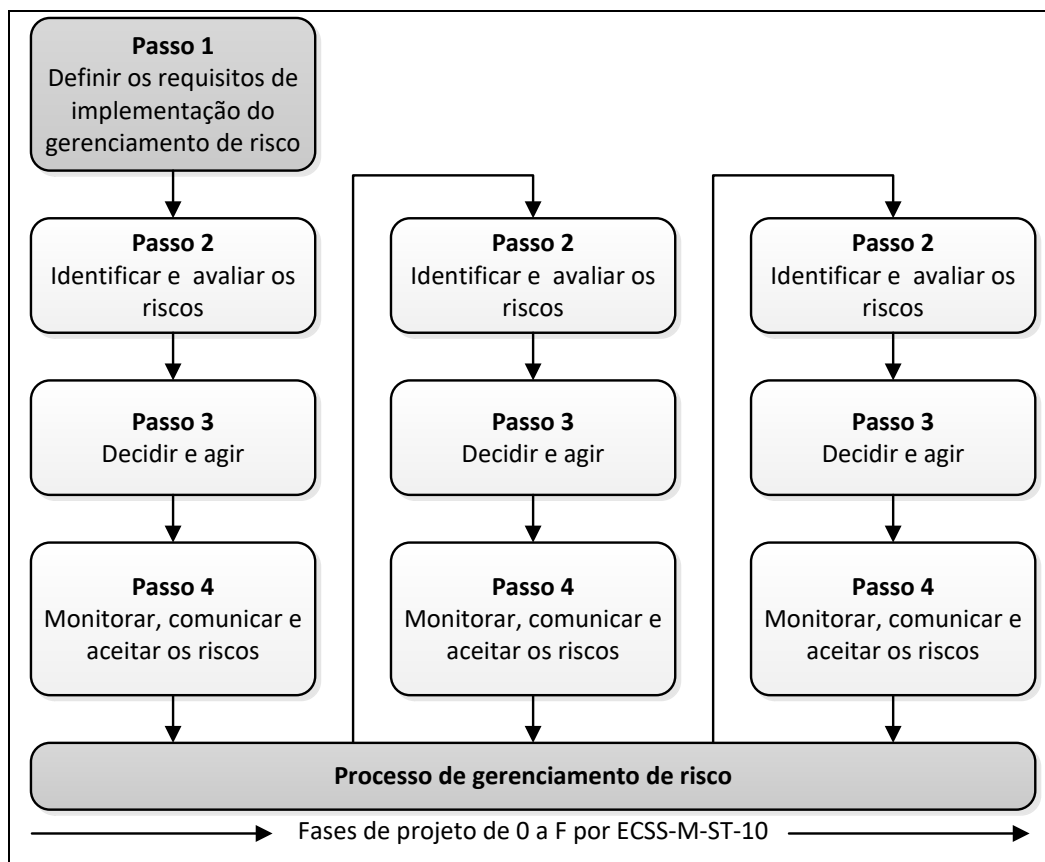 Passo 1
Definir os requisitos de
implementação do
gerenciamento de risco
Passo 2
Identificar e avaliar os
riscos
Passo 3
Decidir e agir
Passo 4
Monitorar, comunicar e
aceitar os riscos
Passo 2
Identificar e avaliar os
riscos
Passo 3
Decidir e agir
Passo 4
Monitorar, comunicar e
aceitar os riscos
Passo 2
Identificar e avaliar os
riscos
Passo 3
Decidir e agir
Passo 4
Monitorar, comunicar e
aceitar os riscos
Processo de gerenciamento de risco
Fases de projeto de 0 a F por ECSS-M-ST-10